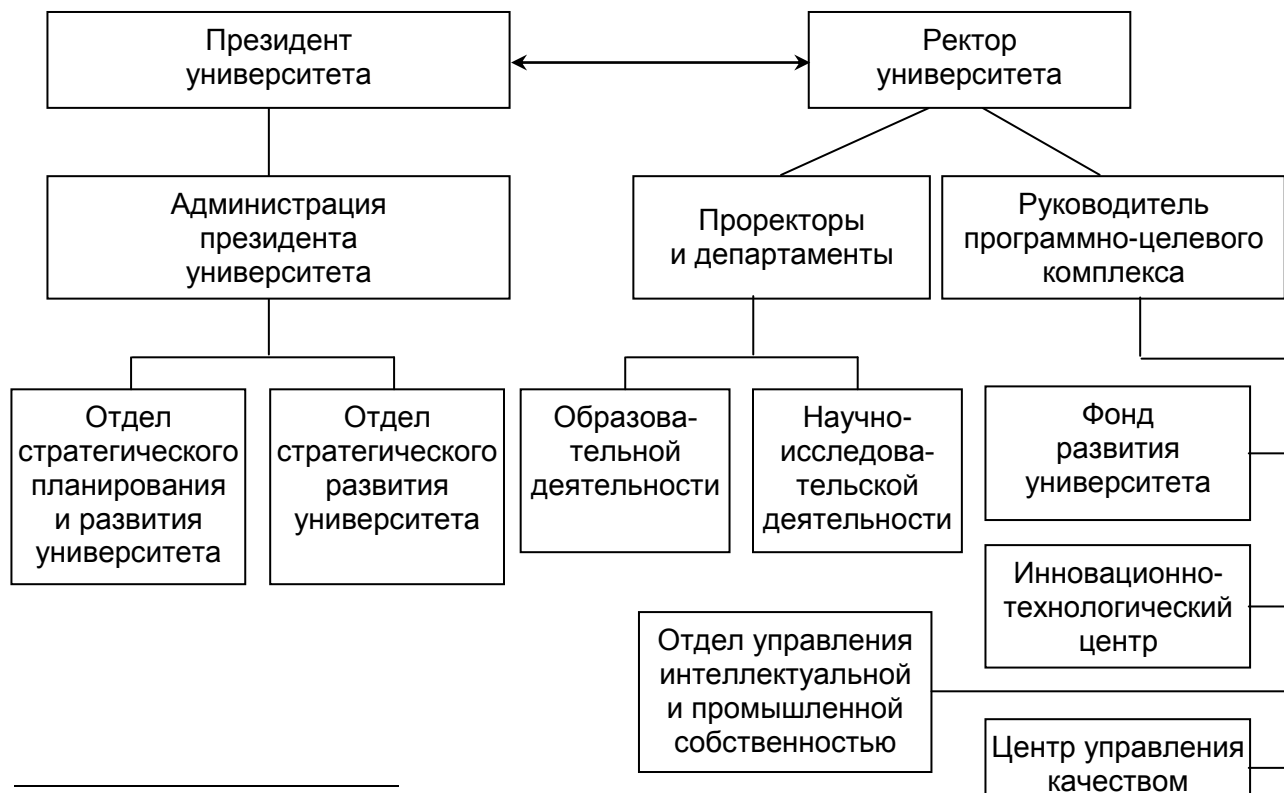 Президент
университета
Ректор
университета
Администрация
президента
университета
Проректоры
и департаменты
Руководитель
программно-целевого
комплекса
Отдел
стратегического
планирования
и развития
университета
Отдел
стратегического
развития
университета
Образова-
тельной
деятельности
Научно-
исследова-
тельской
деятельности
Фонд
развития
университета
Инновационно-
технологический
центр
Отдел управления
интеллектуальной
и промышленной
собственностью
Центр управления
качеством